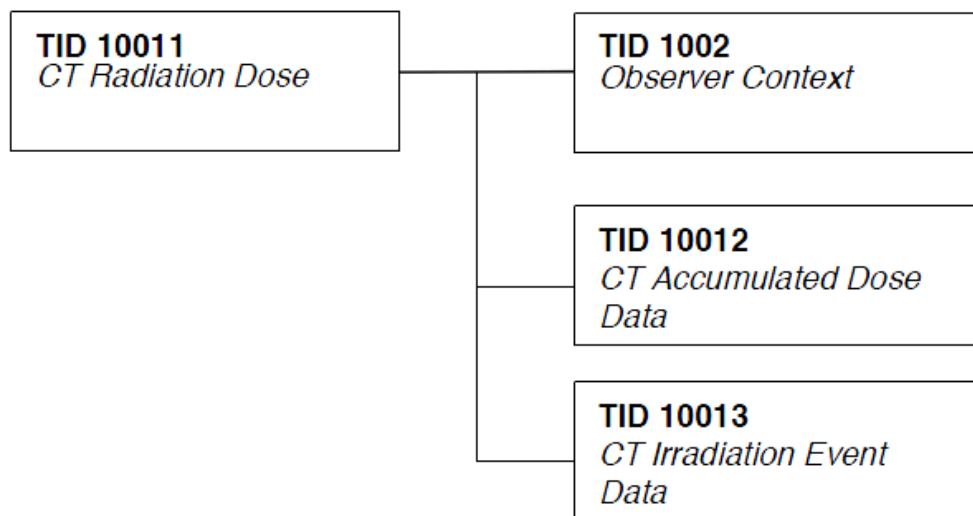 TID 10011
CT Radiation Dose
TID 1002
Observer Context
TID 10012
CT Accumulated Dose
Data
TID 10013
CT Irradiation Event
Data